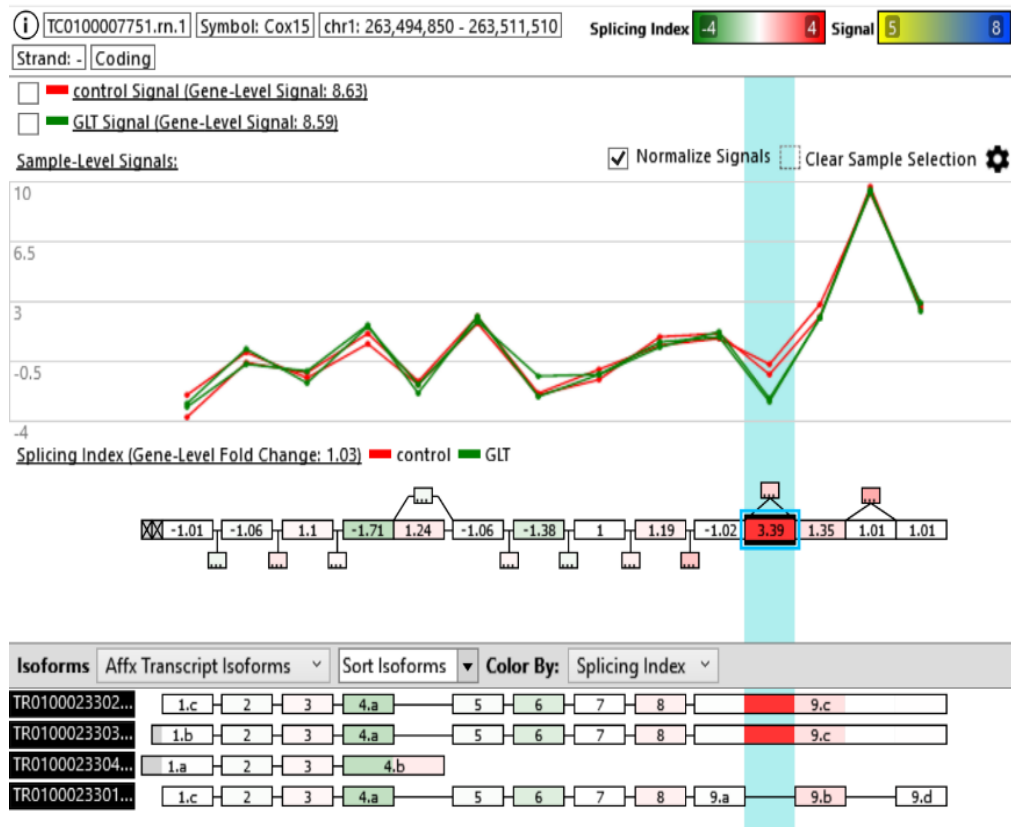 i TC0100007751.rn.1 Symbol: Cox15 chr1: 263,494,850 - 263,511,510 Splicing Index -4 4 Signal 5 8
Strand: - Coding
control Signal (Gene-Level Signal: 8.63)
GLT Signal (Gene-Level Signal: 8.59)
Sample-Level Signals: Normalize Signals Clear Sample Selection
10
6.5
3
-0.5
-4
Splicing Index (Gene-Level Fold Change: 1.03) control GLT
-1.01 -1.06 1.1 -1.71 1.24 -1.06 -1.38 1 1.19 -1.02 3.39 1.35 1.01 1.01
Isoforms Affx Transcript Isoforms Sort Isoforms Color By: Splicing Index
TR0100023302... 1.c 2 3 4.a 5 6 7 8 9.c
TR0100023303... 1.b 2 3 4.a 5 6 7 8 9.c
TR0100023304... 1.a 2 3 4.b
TR0100023301... 1.c 2 3 4.a 5 6 7 8 9.a 9.b 9.d